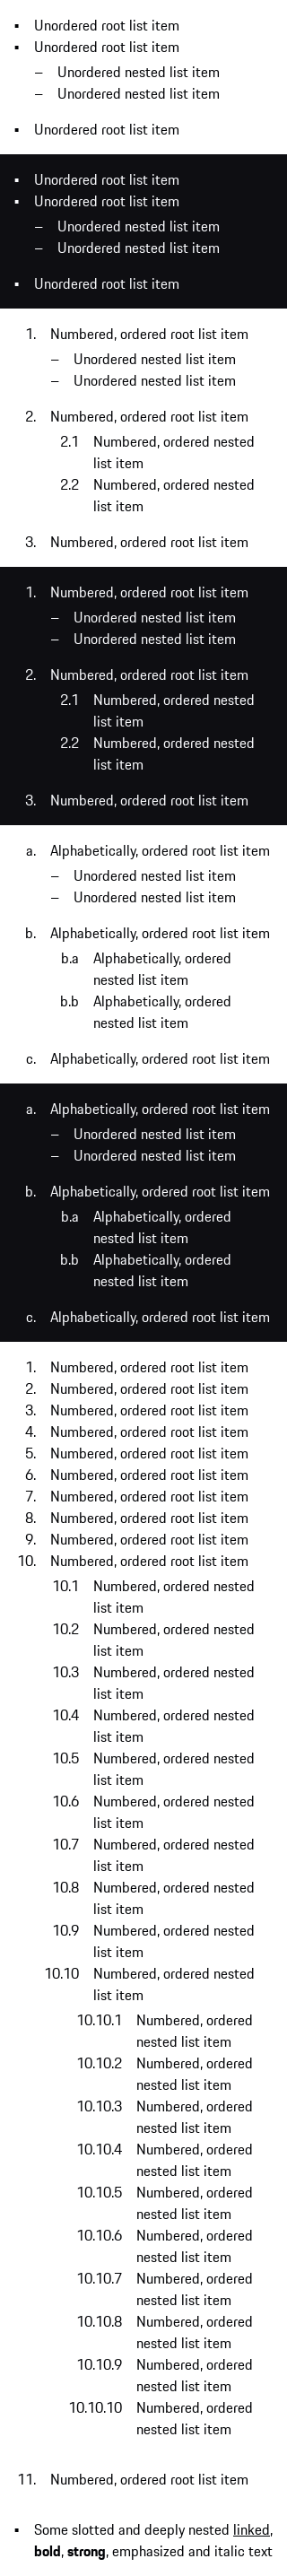 ▪ Unordered root list item
▪ Unordered root list item
– Unordered nested list item
– Unordered nested list item
▪ Unordered root list item
▪ Unordered root list item
▪ Unordered root list item
– Unordered nested list item
– Unordered nested list item
▪ Unordered root list item
1. Numbered, ordered root list item
– Unordered nested list item
– Unordered nested list item
2. Numbered, ordered root list item
2.1 Numbered, ordered nested
list item
2.2 Numbered, ordered nested
list item
3. Numbered, ordered root list item
1. Numbered, ordered root list item
– Unordered nested list item
– Unordered nested list item
2. Numbered, ordered root list item
2.1 Numbered, ordered nested
list item
2.2 Numbered, ordered nested
list item
3. Numbered, ordered root list item
a. Alphabetically, ordered root list item
– Unordered nested list item
– Unordered nested list item
b. Alphabetically, ordered root list item
b.a Alphabetically, ordered
nested list item
b.b Alphabetically, ordered
nested list item
c. Alphabetically, ordered root list item
a. Alphabetically, ordered root list item
– Unordered nested list item
– Unordered nested list item
b. Alphabetically, ordered root list item
b.a Alphabetically, ordered
nested list item
b.b Alphabetically, ordered
nested list item
c. Alphabetically, ordered root list item
1. Numbered, ordered root list item
2. Numbered, ordered root list item
3. Numbered, ordered root list item
4. Numbered, ordered root list item
5. Numbered, ordered root list item
6. Numbered, ordered root list item
7. Numbered, ordered root list item
8. Numbered, ordered root list item
9. Numbered, ordered root list item
10. Numbered, ordered root list item
10.1 Numbered, ordered nested
list item
10.2 Numbered, ordered nested
list item
10.3 Numbered, ordered nested
list item
10.4 Numbered, ordered nested
list item
10.5 Numbered, ordered nested
list item
10.6 Numbered, ordered nested
list item
10.7 Numbered, ordered nested
list item
10.8 Numbered, ordered nested
list item
10.9 Numbered, ordered nested
list item
10.10 Numbered, ordered nested
list item
10.10.1 Numbered, ordered
nested list item
10.10.2 Numbered, ordered
nested list item
10.10.3 Numbered, ordered
nested list item
10.10.4 Numbered, ordered
nested list item
10.10.5 Numbered, ordered
nested list item
10.10.6 Numbered, ordered
nested list item
10.10.7 Numbered, ordered
nested list item
10.10.8 Numbered, ordered
nested list item
10.10.9 Numbered, ordered
nested list item
10.10.10 Numbered, ordered
nested list item
11. Numbered, ordered root list item
▪ Some slotted and deeply nested linked,
bold, strong, emphasized and italic text